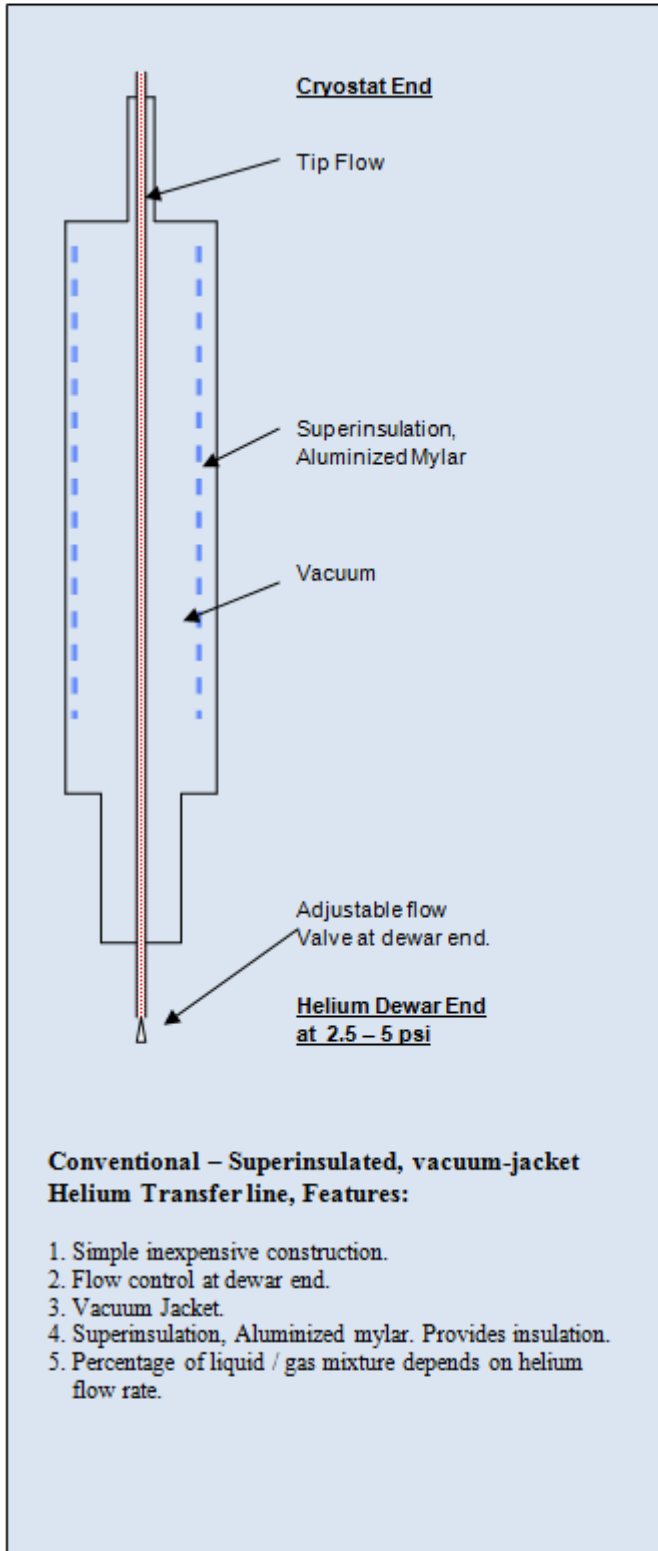 Cryostat End
Tip Flow
Superinsulation,
Aluminized Mylar
Vacuum
Adjustable flow
Valve at dewar end.
Helium Dewar End
at 2.5 – 5 psi
Conventional – Superinsulated, vacuum-jacket
Helium Transfer line, Features:
1. Simple inexpensive construction.
2. Flow control at dewar end.
3. Vacuum Jacket.
4. Superinsulation, Aluminized mylar. Provides insulation.
5. Percentage of liquid / gas mixture depends on helium
flow rate.